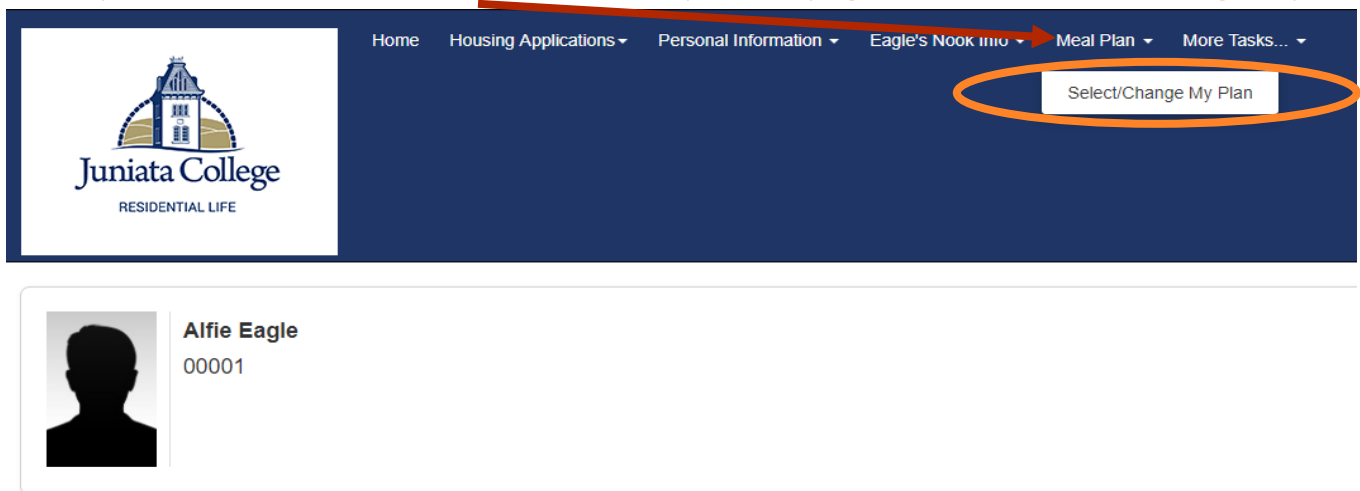 Home Housing Applications Personal Information Eagle's Nook Info Meal Plan More Tasks...
Select/Change My Plan
Juniata College
RESIDENTIAL LIFE
Alfie Eagle
00001